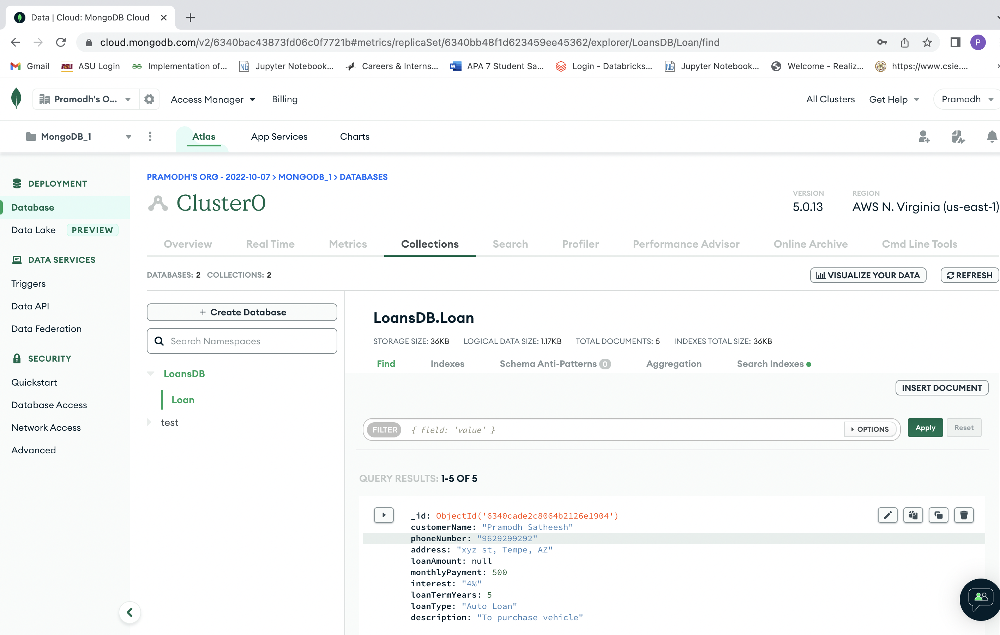 Data | Cloud: MongoDB Cloud
cloud.mongodb.com/v2/6340bac43873fd06c0f7721b#metrics/replicaSet/6340bb48f1d623459ee45362/explorer/LoansDB/Loan/find
P
Gmail ASU Login Implementation of... Jupyter Notebook... Careers & Interns... APA 7 Student Sa... Login - Databricks... Jupyter Notebook... Welcome - Realiz... https://www.csie....
Pramodh's O... Access Manager Billing All Clusters Get Help Pramodh
MongoDB_1 Atlas App Services Charts
DEPLOYMENT
Database
Data Lake PREVIEW
DATA SERVICES
Triggers
Data API
Data Federation
SECURITY
Quickstart
Database Access
Network Access
Advanced
PRAMODH'S ORG - 2022-10-07 > MONGODB_1 > DATABASES
Cluster0
VERSION
5.0.13
REGION
AWS N. Virginia (us-east-1)
Overview Real Time Metrics Collections Search Profiler Performance Advisor Online Archive Cmd Line Tools
DATABASES: 2 COLLECTIONS: 2
VISUALIZE YOUR DATA REFRESH
+ Create Database
Search Namespaces
LoansDB
Loan
test
LoansDB.Loan
STORAGE SIZE: 36KB LOGICAL DATA SIZE: 1.17KB TOTAL DOCUMENTS: 5 INDEXES TOTAL SIZE: 36KB
Find Indexes Schema Anti-Patterns 0 Aggregation Search Indexes
INSERT DOCUMENT
FILTER { field: 'value' } OPTIONS Apply Reset
QUERY RESULTS: 1-5 OF 5
_id: ObjectId('6340cade2c8064b2126e1904')
customerName: "Pramodh Satheesh"
phoneNumber: "9629299292"
address: "xyz st, Tempe, AZ"
loanAmount: null
monthlyPayment: 500
interest: "4%"
loanTermYears: 5
loanType: "Auto Loan"
description: "To purchase vehicle"